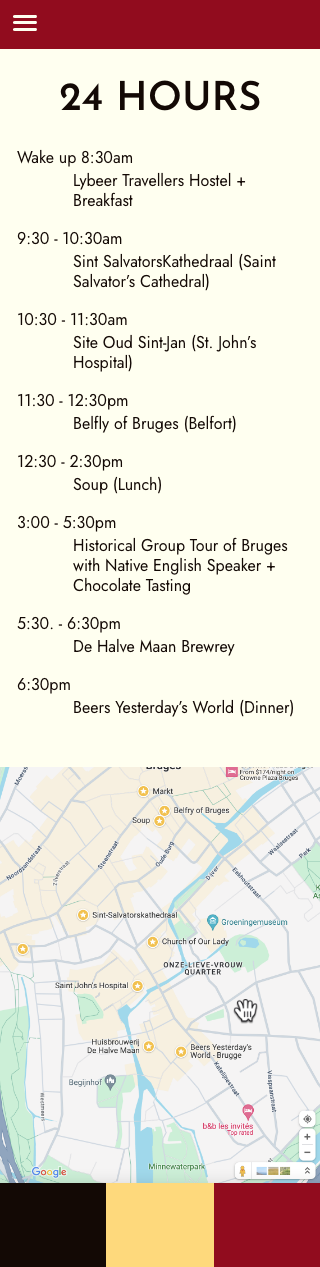 24 HOURS
Wake up 8:30am
Lybeer Travellers Hostel +
Breakfast
9:30 - 10:30am
Sint SalvatorsKathedraal (Saint
Salvator’s Cathedral)
10:30 - 11:30am
Site Oud Sint-Jan (St. John’s
Hospital)
11:30 - 12:30pm
Belfly of Bruges (Belfort)
12:30 - 2:30pm
Soup (Lunch)
3:00 - 5:30pm
Historical Group Tour of Bruges
with Native English Speaker +
Chocolate Tasting
5:30. - 6:30pm
De Halve Maan Brewrey
6:30pm
Beers Yesterday’s World (Dinner)
Bruges
From $174/night on
Crowne Plaza Bruges
Markt
Belfry of Bruges
Soup
Steenstraat
Oude Burg
Wollestraat
Park
Noordzandstraat
Dijver
Eekhoutstraat
Sint-Salvatorskathedraal
Groeningemuseum
Church of Our Lady
ONZE-LIEVE-VROUW
QUARTER
Saint John's Hospital
Huisbrouwerij
De Halve Maan
Beers Yesterday's
World - Brugge
Begijnhof
Katelijnestraat
b&b les invités
Top rated
Minnewaterpark
Google